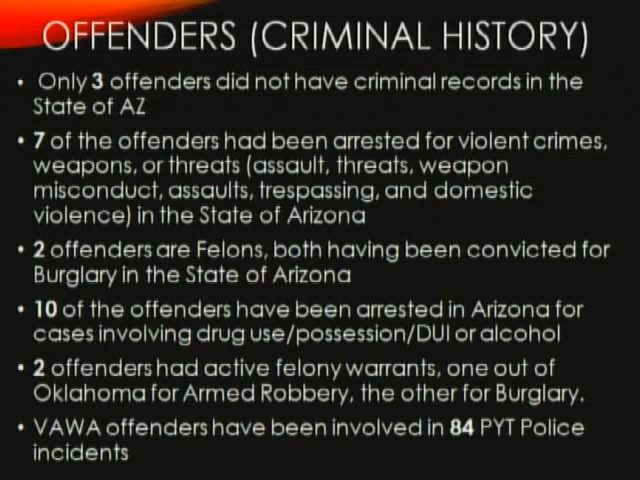 OFFENDERS (CRIMINAL HISTORY)
• Only 3 offenders did not have criminal records in the
State of AZ
• 7 of the offenders had been arrested for violent crimes,
weapons, or threats (assault, threats, weapon
misconduct, assaults, trespassing, and domestic
violence) in the State of Arizona
• 2 offenders are Felons, both having been convicted for
Burglary in the State of Arizona
• 10 of the offenders have been arrested in Arizona for
cases involving drug use/possession/DUI or alcohol
• 2 offenders had active felony warrants, one out of
Oklahoma for Armed Robbery, the other for Burglary.
• VAWA offenders have been involved in 84 PYT Police
incidents